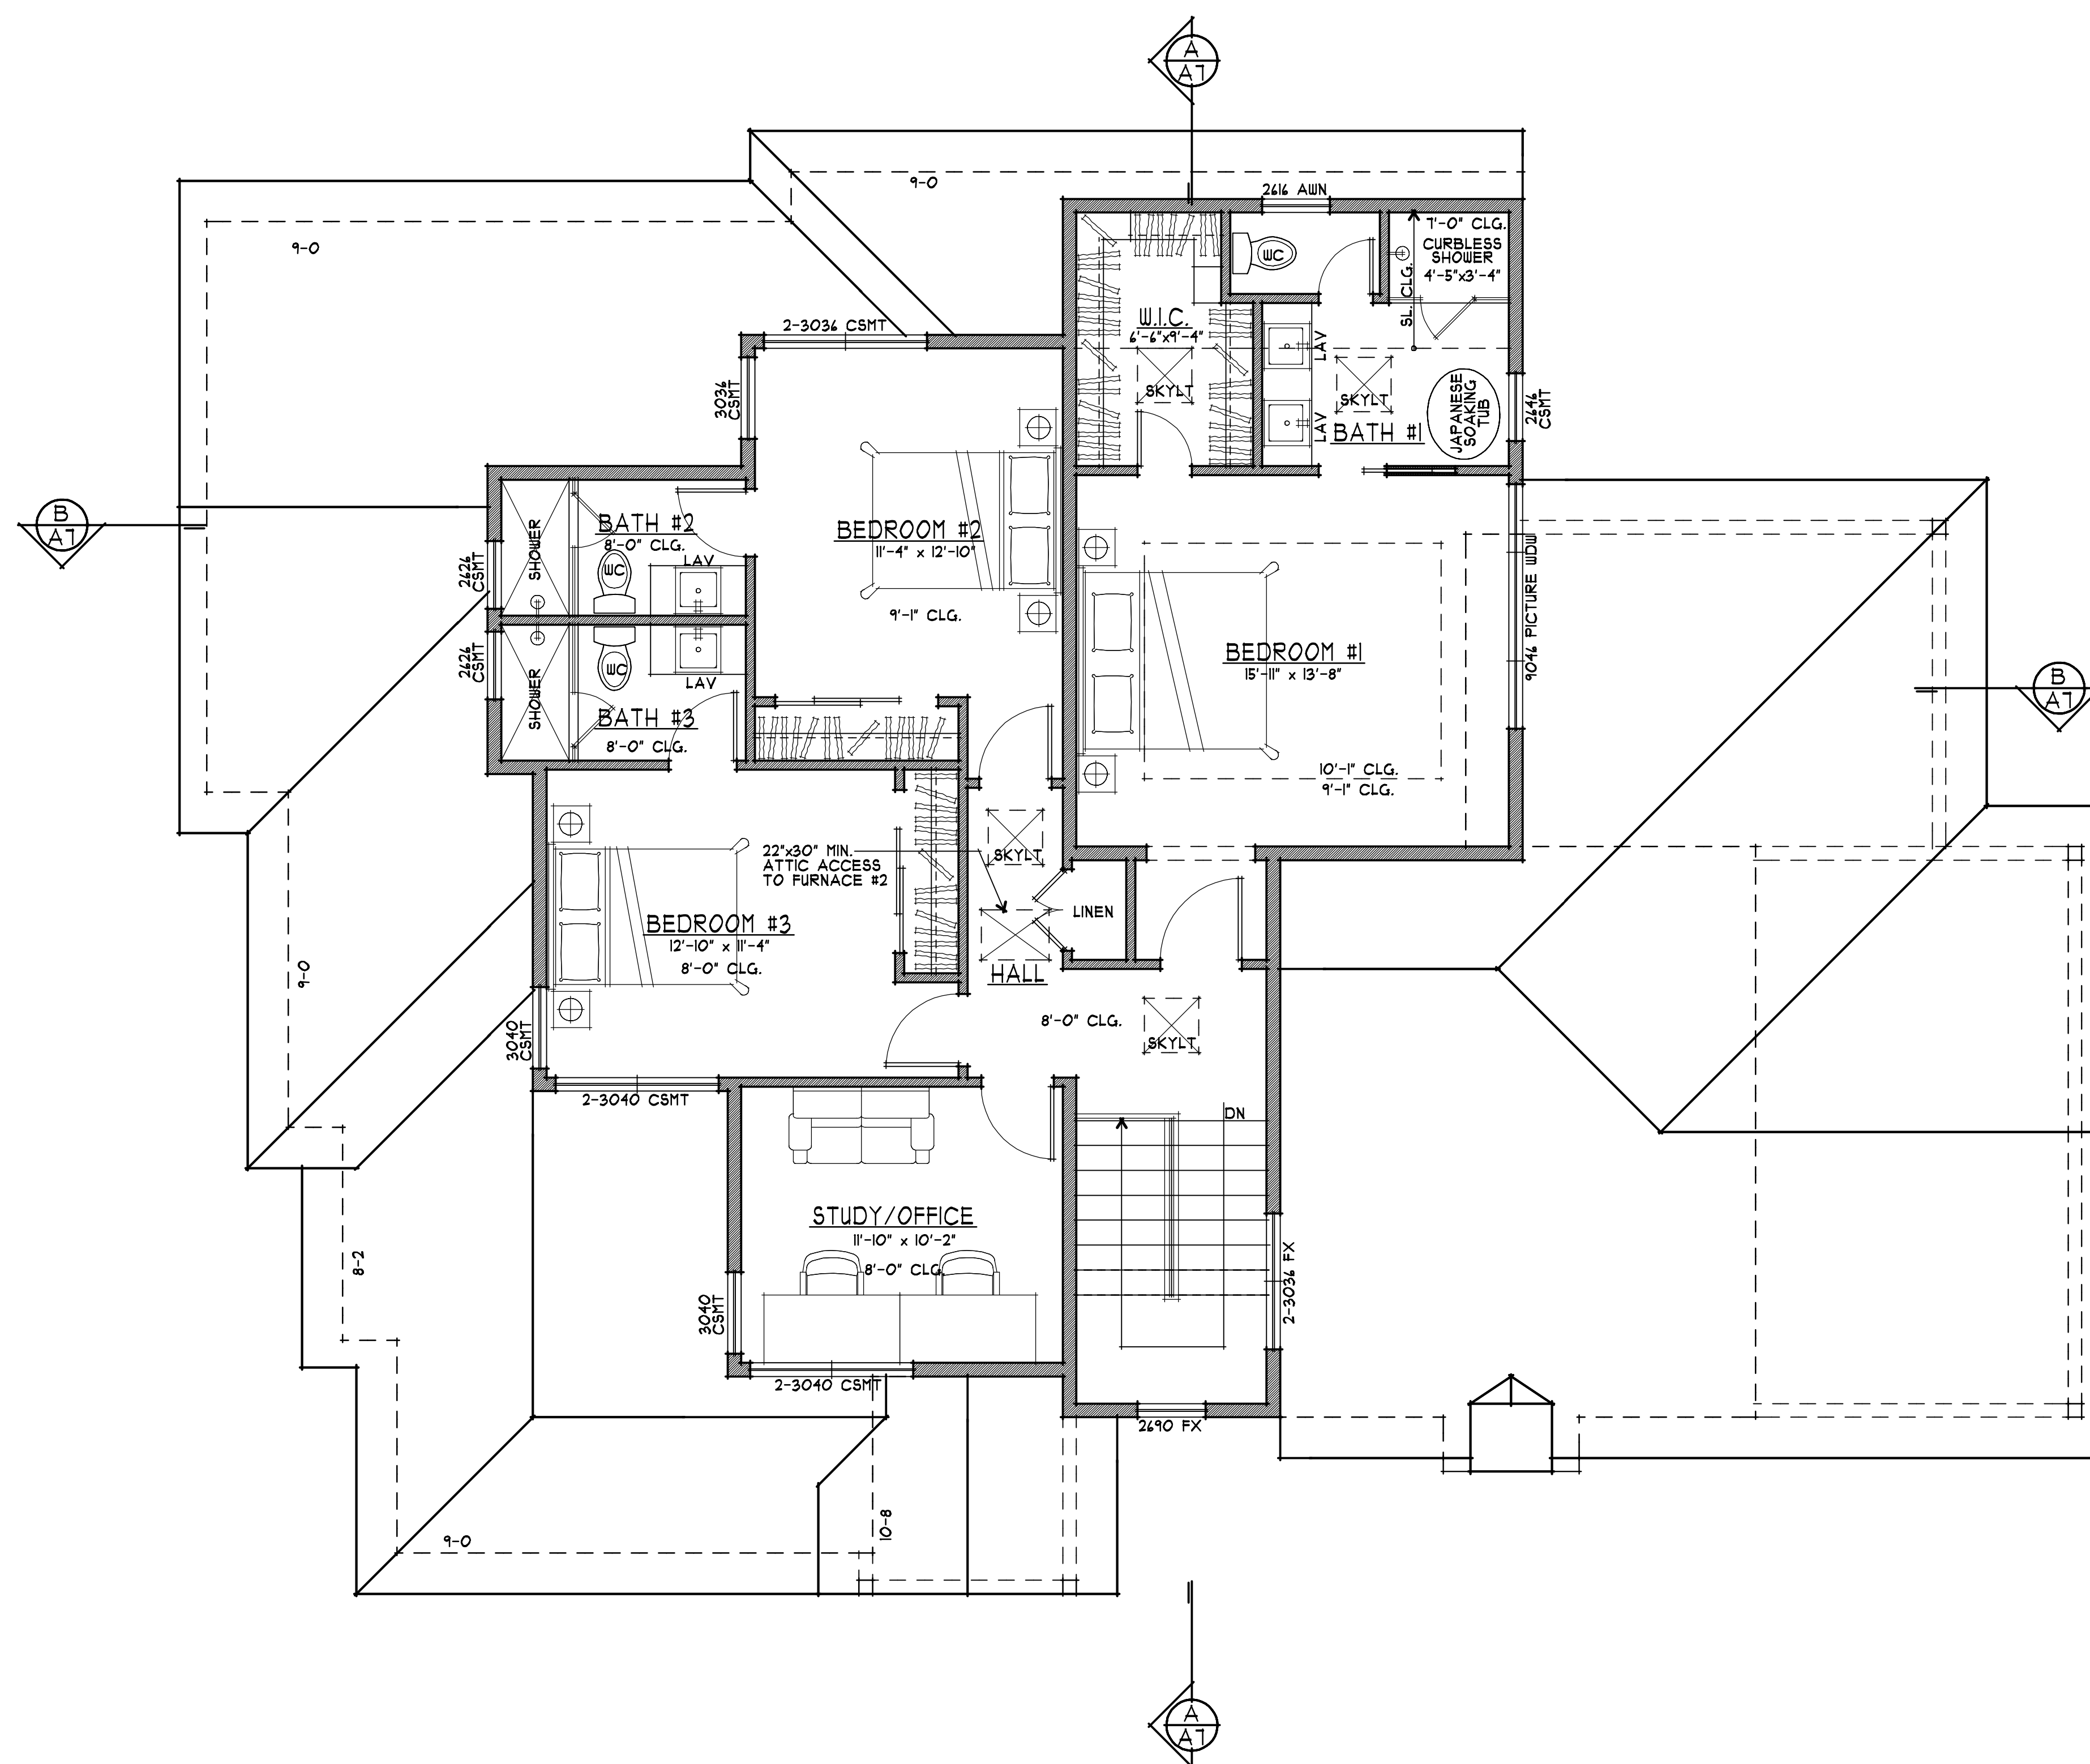 A
A7
9-0
2616 AWN
7'-0" CLG.
CURBLESS
SHOWER
4'-5"x3'-4"
SL. CLG.
WC
9-0
W.I.C.
6'-6"x9'-4"
SKYLT
LAV
LAV
SKYLT
BATH #1
JAPANESE
SOAKING
TUB
2646
CSMT
2-3036 CSMT
3036
CSMT
B
A7
2626
CSMT
SHOWER
BATH #2
8'-0" CLG.
WC
LAV
BEDROOM #2
11'-4" x 12'-10"
9'-1" CLG.
9046 PICTURE WDW
2626
CSMT
SHOWER
WC
LAV
BATH #3
8'-0" CLG.
BEDROOM #1
15'-11" x 13'-8"
10'-1" CLG.
9'-1" CLG.
B
A7
22"x30" MIN.
ATTIC ACCESS
TO FURNACE #2
SKYLT
LINEN
BEDROOM #3
12'-10" x 11'-4"
8'-0" CLG.
HALL
8'-0" CLG.
SKYLT
9-0
3040
CSMT
2-3040 CSMT
DN
STUDY/OFFICE
11'-10" x 10'-2"
8'-0" CLG.
8-2
3040
CSMT
2-3036 FX
2-3040 CSMT
2690 FX
9-0
10-8
A
A7